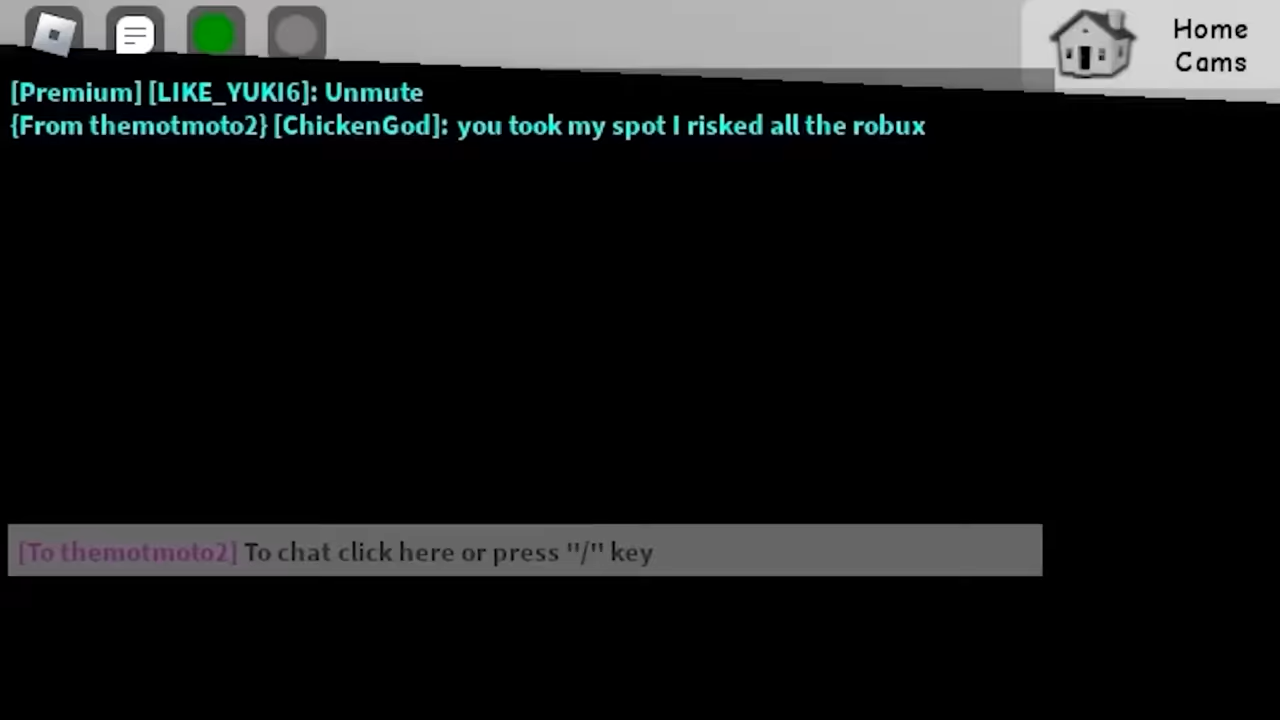 Home
Cams
[Premium] [LIKE_YUKI6]: Unmute
{From themotmoto2} [ChickenGod]: you took my spot I risked all the robux
[To themotmoto2] To chat click here or press "/" key